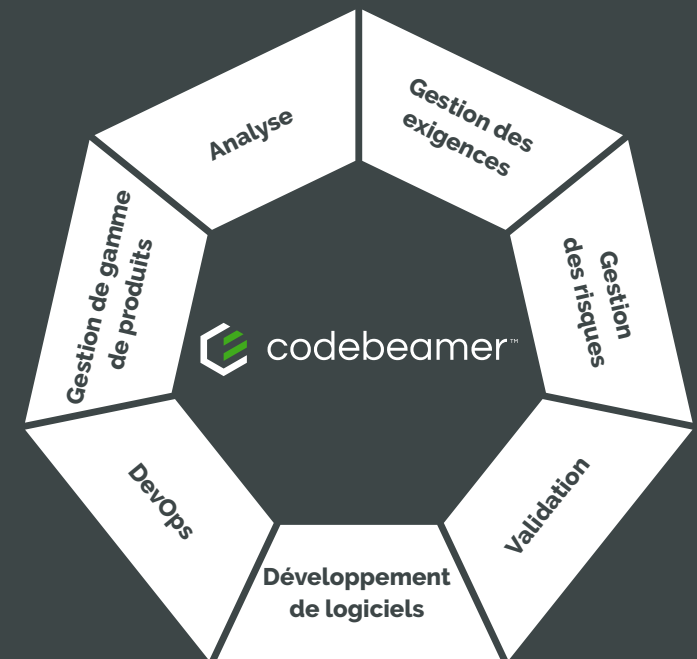 Analyse
Gestion des
exigences
Gestion
des risques
Validation
Développement
de logiciels
DevOps
Gestion de gamme
de produits
codebeamer™